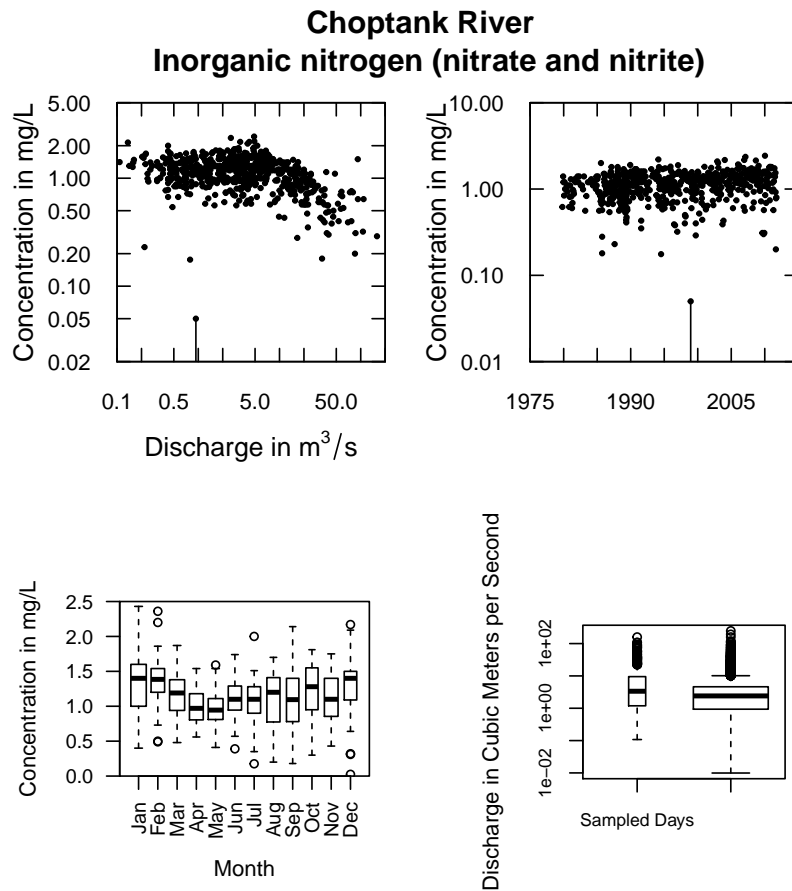 Choptank River
Inorganic nitrogen (nitrate and nitrite)
Concentration in mg/L
5.00
2.00
1.00
0.50
0.20
0.10
0.05
0.02
0.1
0.5
5.0
50.0
Discharge in m³/s
Concentration in mg/L
10.00
1.00
0.10
0.01
1975
1990
2005
Concentration in mg/L
2.5
2.0
1.5
1.0
0.5
0.0
Jan
Feb
Mar
Apr
May
Jun
Jul
Aug
Sep
Oct
Nov
Dec
Month
Discharge in Cubic Meters per Second
1e+02
1e+00
1e−02
Sampled Days